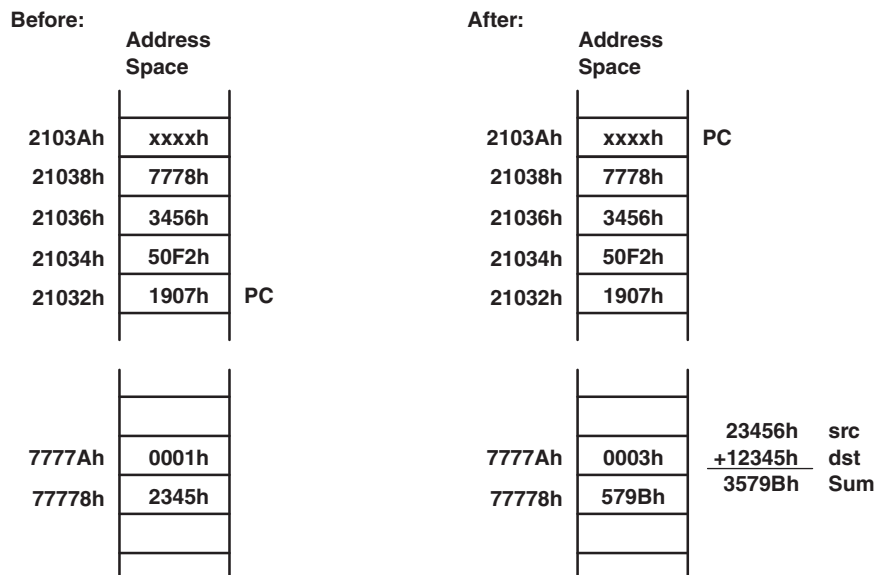 Before:
Address
Space
2103Ah xxxxh
21038h 7778h
21036h 3456h
21034h 50F2h
21032h 1907h PC
7777Ah 0001h
77778h 2345h
After:
Address
Space
2103Ah xxxxh PC
21038h 7778h
21036h 3456h
21034h 50F2h
21032h 1907h
7777Ah 0003h
77778h 579Bh
23456h src
+12345h dst
3579Bh Sum